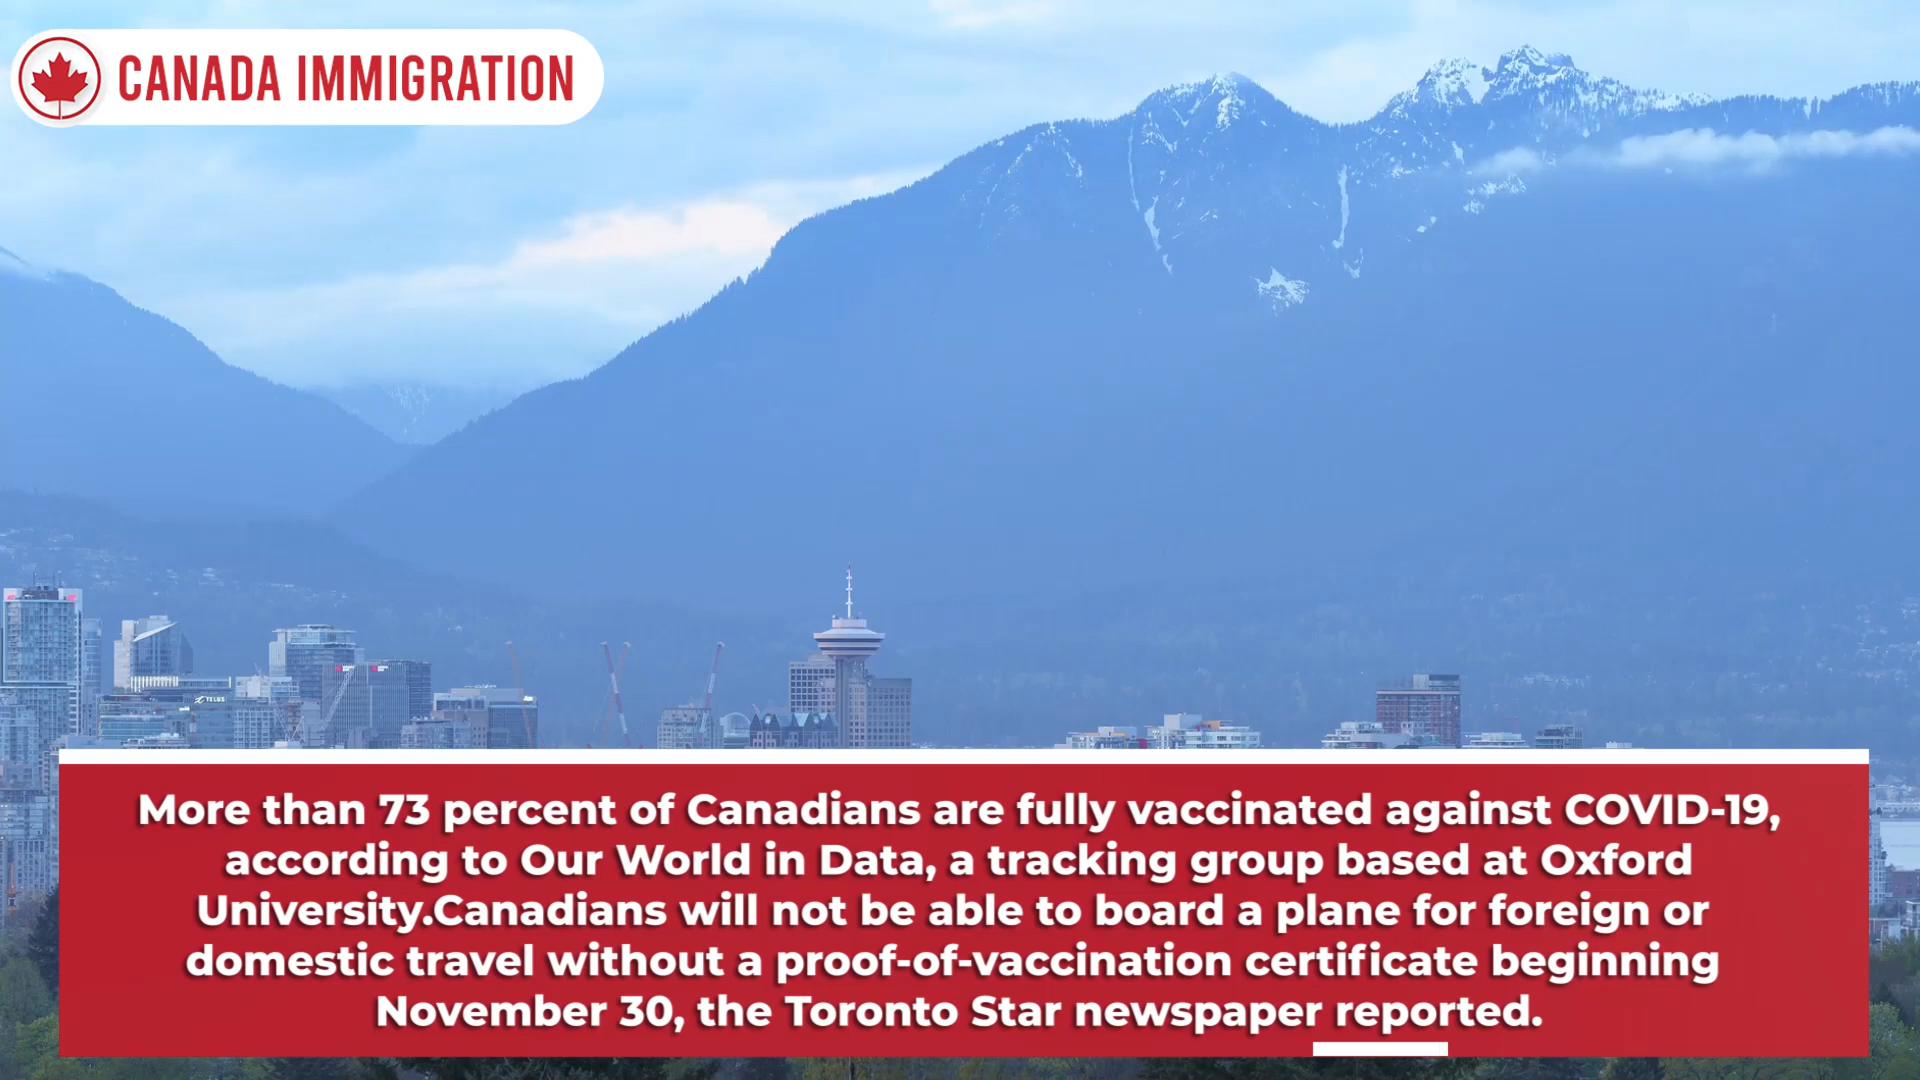 CANADA IMMIGRATION
TELUS
More than 73 percent of Canadians are fully vaccinated against COVID-19,
according to Our World in Data, a tracking group based at Oxford
University.Canadians will not be able to board a plane for foreign or
domestic travel without a proof-of-vaccination certificate beginning
November 30, the Toronto Star newspaper reported.